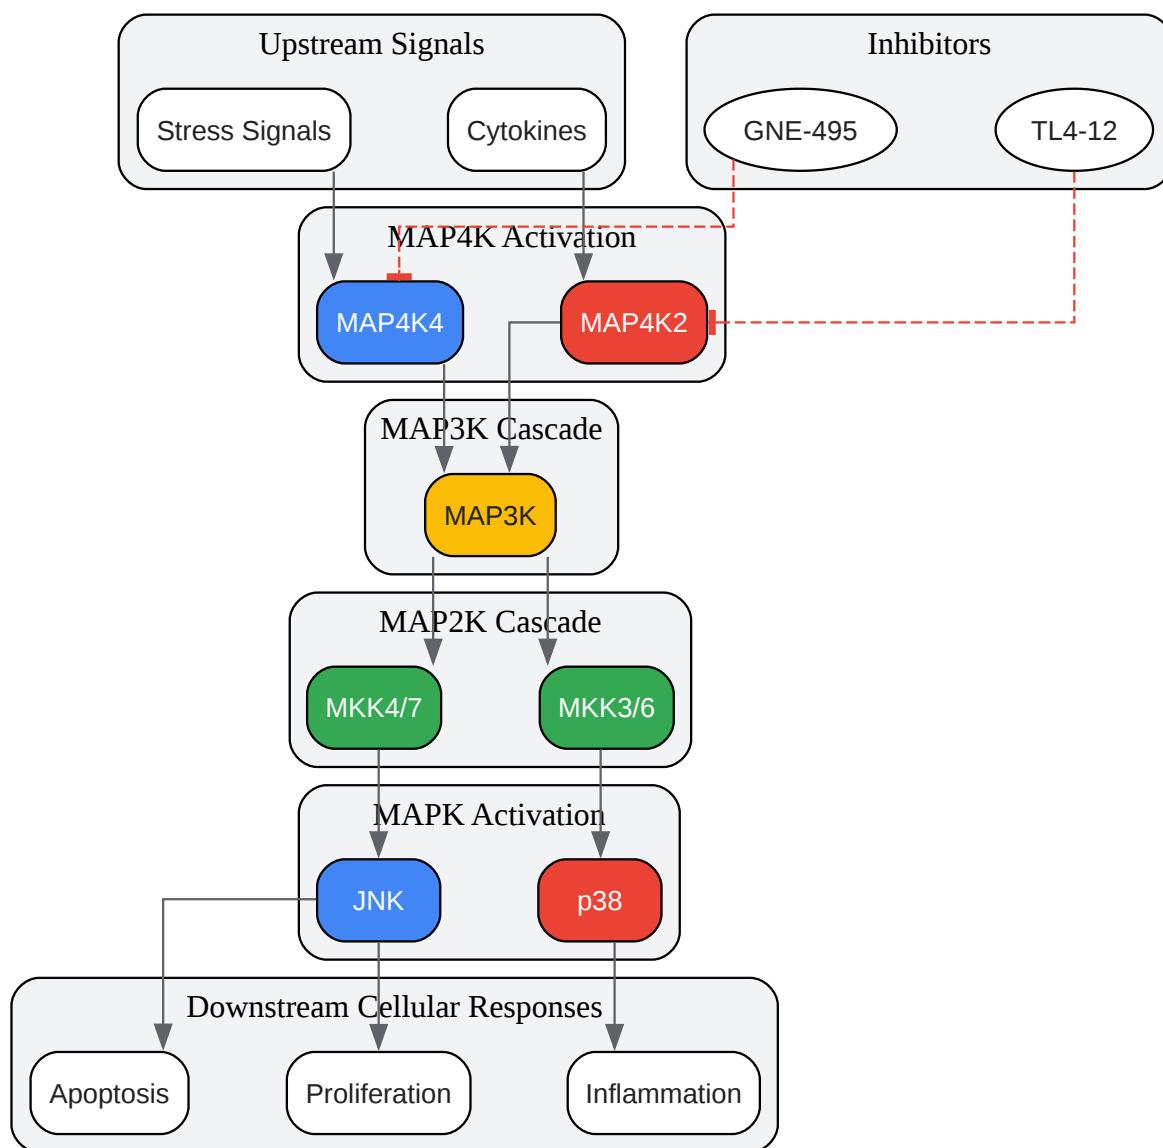 Upstream Signals
Inhibitors
Stress Signals
Cytokines
GNE-495
TL4-12
MAP4K Activation
MAP4K4
MAP4K2
MAP3K Cascade
MAP3K
MAP2K Cascade
MKK4/7
MKK3/6
MAPK Activation
JNK
p38
Downstream Cellular Responses
Apoptosis
Proliferation
Inflammation